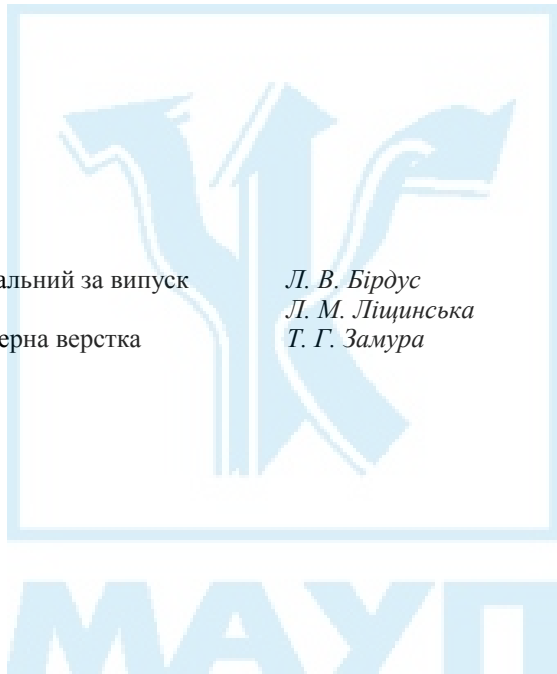 альний за випуск Л. В. Бірдус
Л. М. Ліщинська
ерна верстка Т. Г. Замура
МАУП